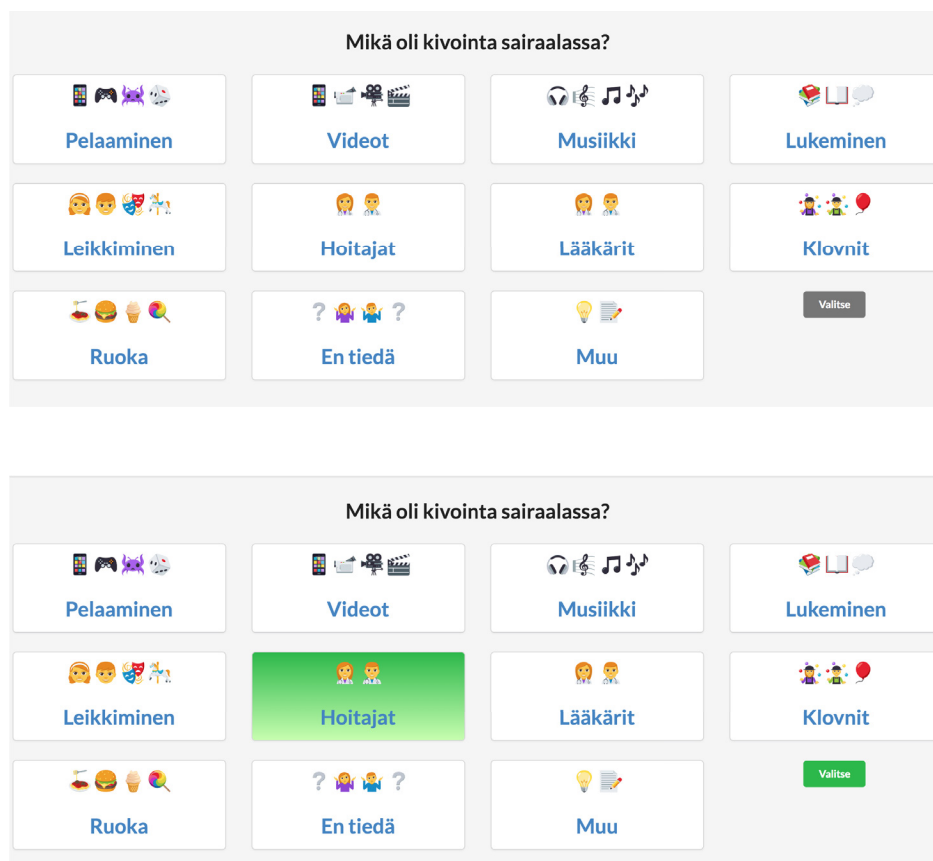 Mikä oli kivointa sairaalassa?
Pelaaminen Videot Musiikki Lukeminen
Leikkiminen Hoitajat Lääkärit Klovnit
Valitse
Ruoka En tiedä Muu
Mikä oli kivointa sairaalassa?
Pelaaminen Videot Musiikki Lukeminen
Leikkiminen Hoitajat Lääkärit Klovnit
Valitse
Ruoka En tiedä Muu